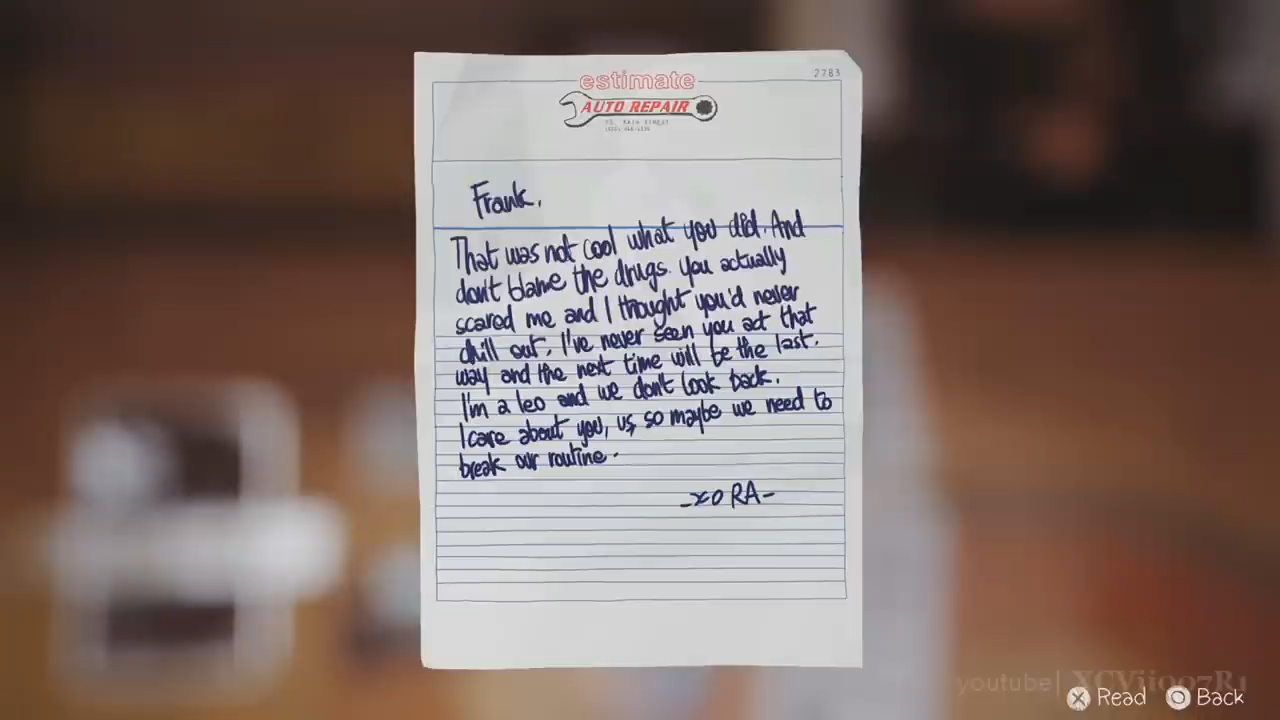 estimate
2783
AUTO REPAIR
Frank,
That was not cool what you did. And
don't blame the drugs. You actually
scared me and I thought you'd never
chill out. I've never seen you act that
way and the next time will be the last.
I'm a leo and we don't look back.
I care about you, us, so maybe we need to
break our routine.
-xo RA-
youtube| XCVii007R1
Read
Back